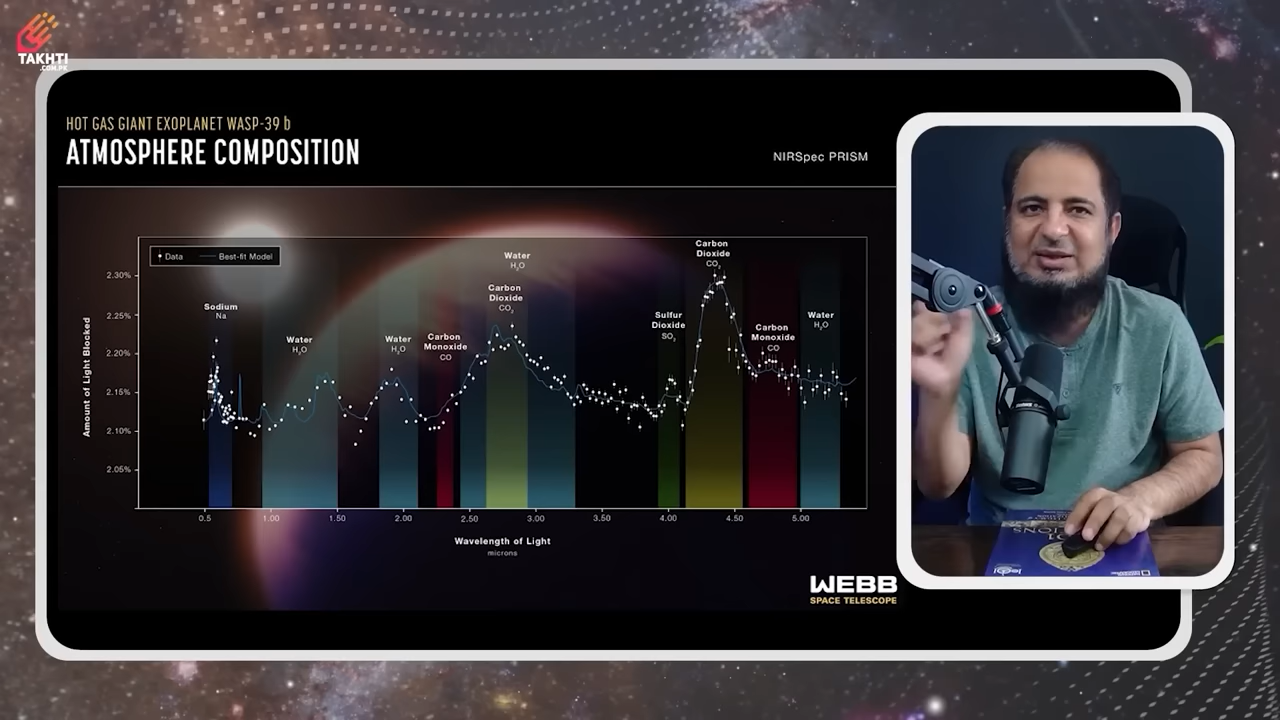 TAKHTI
.COM.PK
HOT GAS GIANT EXOPLANET WASP-39 b
ATMOSPHERE COMPOSITION
NIRSpec PRISM
Data
Best-fit Model
Sodium
Na
Water
H₂O
Water
H₂O
Carbon
Monoxide
CO
Water
H₂O
Carbon
Dioxide
CO₂
Sulfur
Dioxide
SO₂
Carbon
Dioxide
CO₂
Carbon
Monoxide
CO
Water
H₂O
Amount of Light Blocked
2.30%
2.25%
2.20%
2.15%
2.10%
2.05%
0.5 1.00 1.50 2.00 2.50 3.00 3.50 4.00 4.50 5.00
Wavelength of Light
microns
WEBB
SPACE TELESCOPE